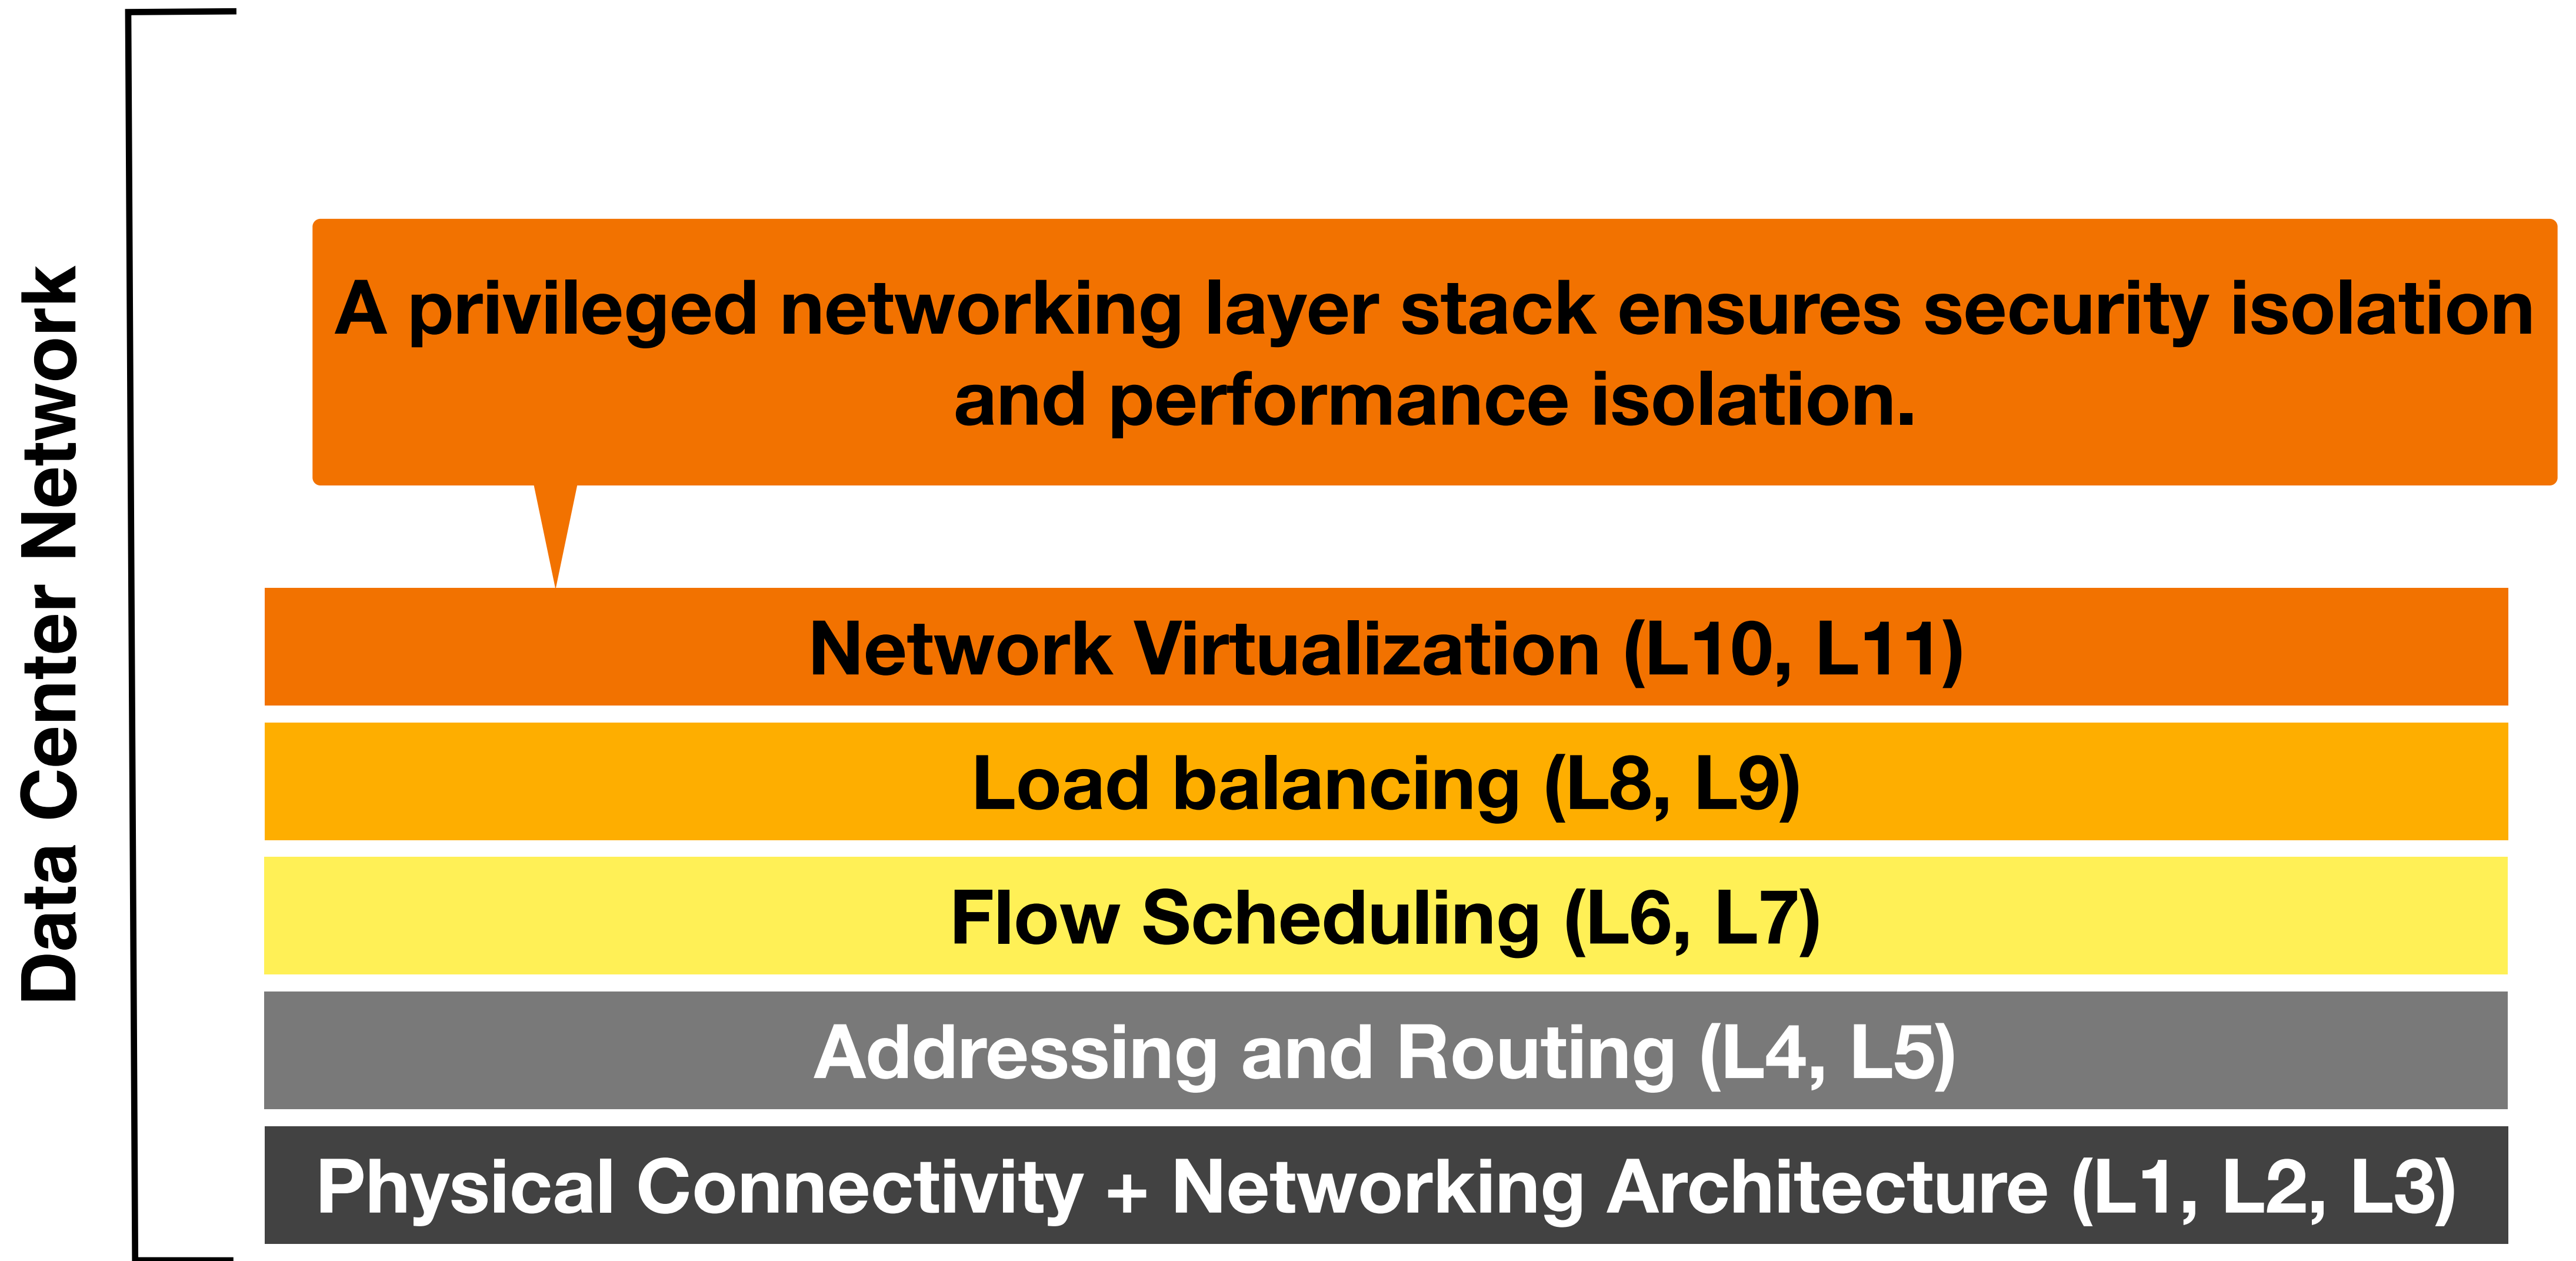 Data Center Network
A privileged networking layer stack ensures security isolation
and performance isolation.
Network Virtualization (L10, L11)
Load balancing (L8, L9)
Flow Scheduling (L6, L7)
Addressing and Routing (L4, L5)
Physical Connectivity + Networking Architecture (L1, L2, L3)